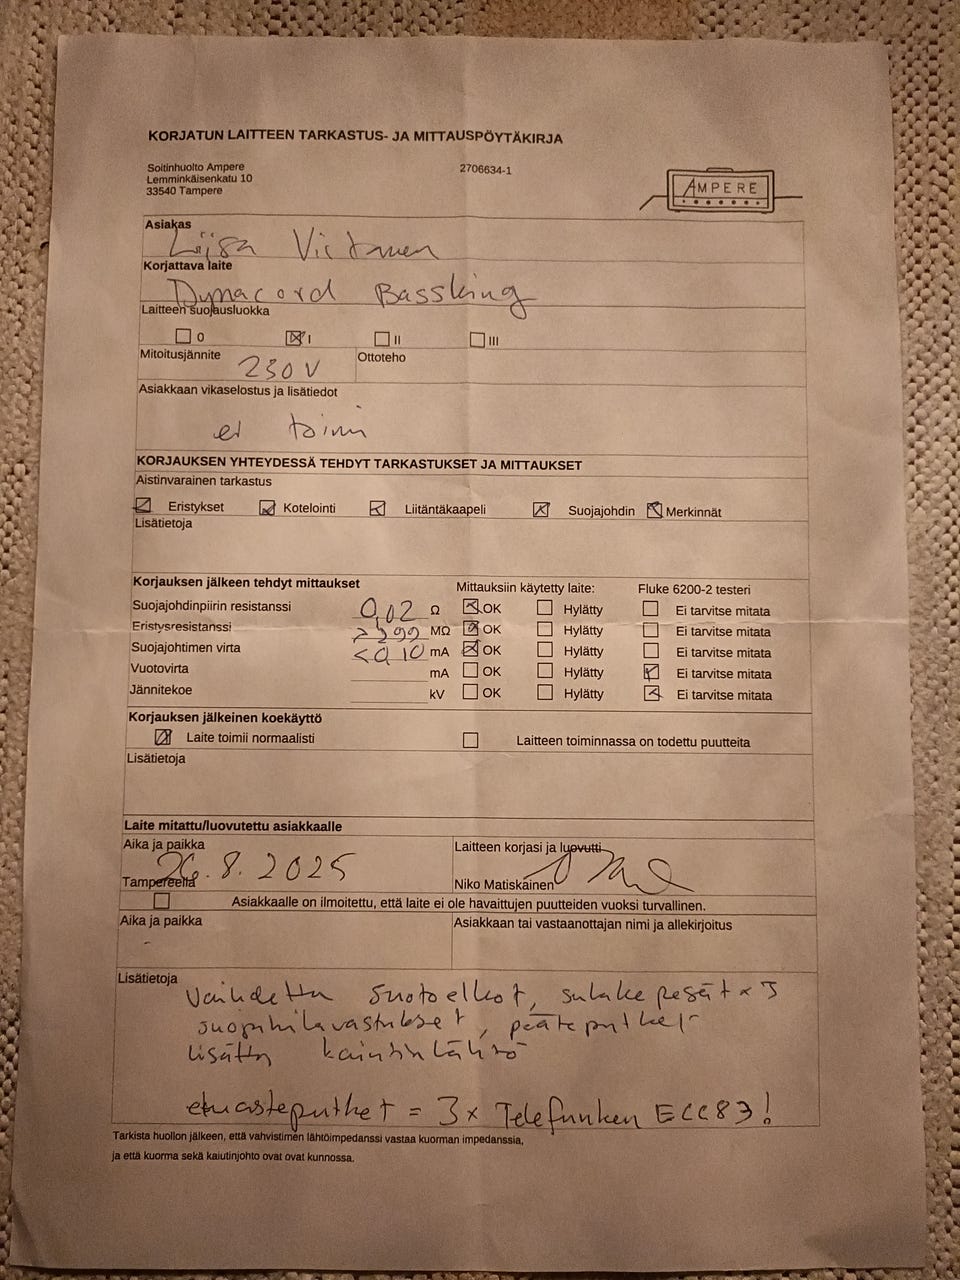 KORJATUN LAITTEEN TARKASTUS- JA MITTAUSPÖYTÄKIRJA
Soitinhuolto Ampere
Lemminkäisenkatu 10
33540 Tampere
2706634-1
AMPERE
Asiakas
Liisa Virtanen
Korjattava laite
Dynacord Bassking
Laitteen suojausluokka
0 I II III
Mitoitusjännite 230 V Ottoteho
Asiakkaan vikaselostus ja lisätiedot
ei toimi
KORJAUKSEN YHTEYDESSÄ TEHDYT TARKASTUKSET JA MITTAUKSET
Aistinvarainen tarkastus
Eristykset Kotelointi Liitäntäkaapeli Suojajohdin Merkinnät
Lisätietoja
Korjauksen jälkeen tehdyt mittaukset Mittauksiin käytetty laite: Fluke 6200-2 testeri
Suojajohdinpiirin resistanssi 0,02 Ω OK Hylätty Ei tarvitse mitata
Eristysresistanssi >299 MΩ OK Hylätty Ei tarvitse mitata
Suojajohtimen virta <0,10 mA OK Hylätty Ei tarvitse mitata
Vuotovirta mA OK Hylätty Ei tarvitse mitata
Jännitekoe kV OK Hylätty Ei tarvitse mitata
Korjauksen jälkeinen koekäyttö
Laite toimii normaalisti Laitteen toiminnassa on todettu puutteita
Lisätietoja
Laite mitattu/luovutettu asiakkaalle
Aika ja paikka
26.8.2025
Tampereella
Laitteen korjasi ja luovutti
Niko Matiskainen
Asiakkaalle on ilmoitettu, että laite ei ole havaittujen puutteiden vuoksi turvallinen.
Aika ja paikka Asiakkaan tai vastaanottajan nimi ja allekirjoitus
Lisätietoja
Vaihdettu suotoelkot, sulakepesät x 3
suojahilavastukset, pääteputket
lisätty kaiutinlähtö
etuasteputket = 3x Telefunken ECC83!
Tarkista huollon jälkeen, että vahvistimen lähtöimpedanssi vastaa kuorman impedanssia,
ja että kuorma sekä kaiutinjohto ovat ovat kunnossa.